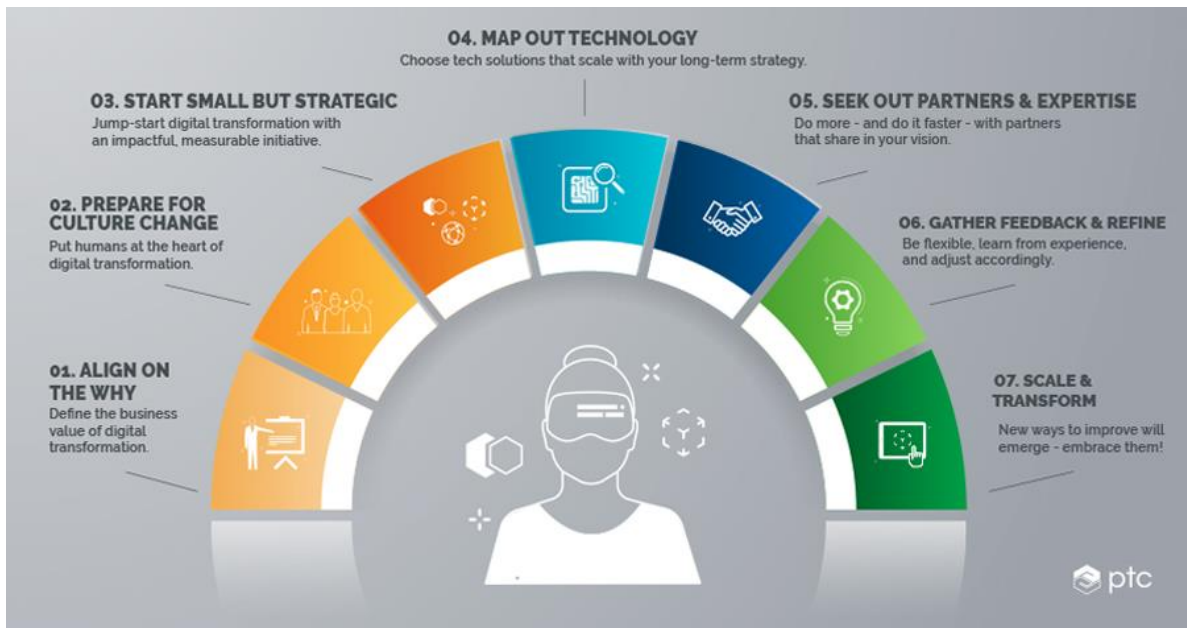 01. ALIGN ON
THE WHY
Define the business
value of digital
transformation.
02. PREPARE FOR
CULTURE CHANGE
Put humans at the heart of
digital transformation.
03. START SMALL BUT STRATEGIC
Jump-start digital transformation with
an impactful, measurable initiative.
04. MAP OUT TECHNOLOGY
Choose tech solutions that scale with your long-term strategy.
05. SEEK OUT PARTNERS & EXPERTISE
Do more - and do it faster - with partners
that share in your vision.
06. GATHER FEEDBACK & REFINE
Be flexible, learn from experience,
and adjust accordingly.
07. SCALE &
TRANSFORM
New ways to improve will
emerge - embrace them!
ptc